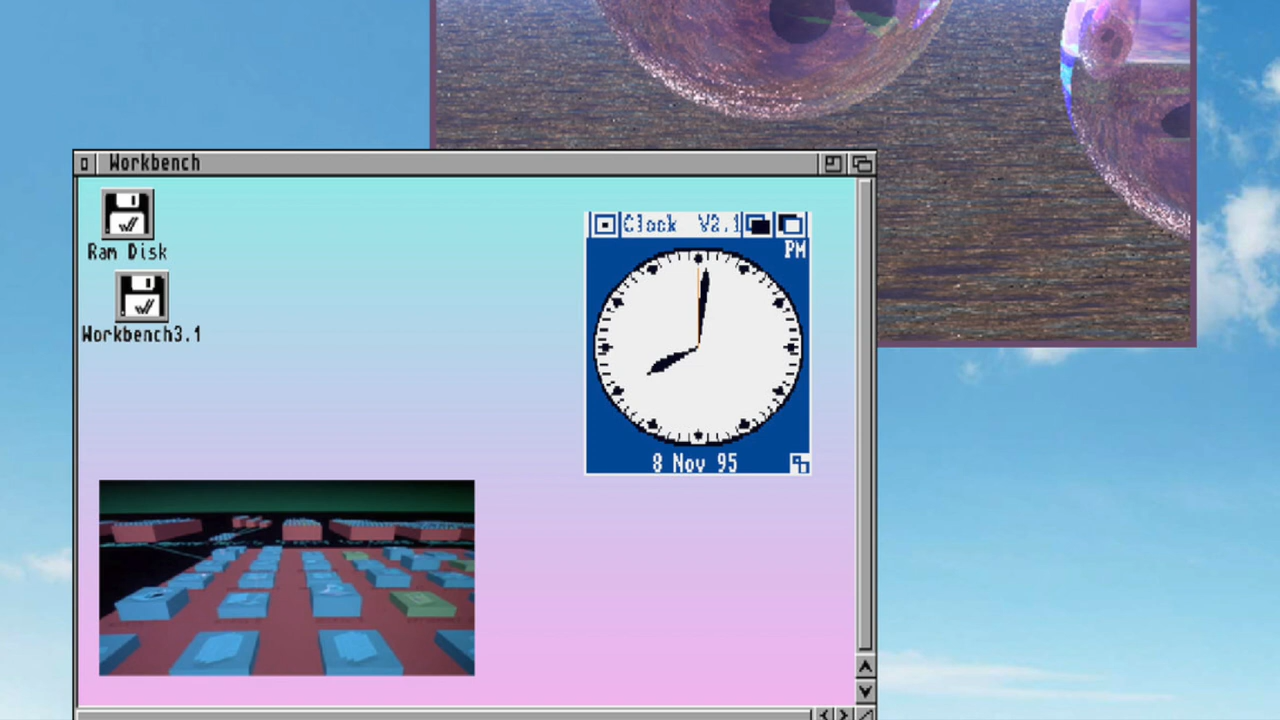 Workbench
Ram Disk
Workbench3.1
Clock V2.1
PM
8 Nov 95